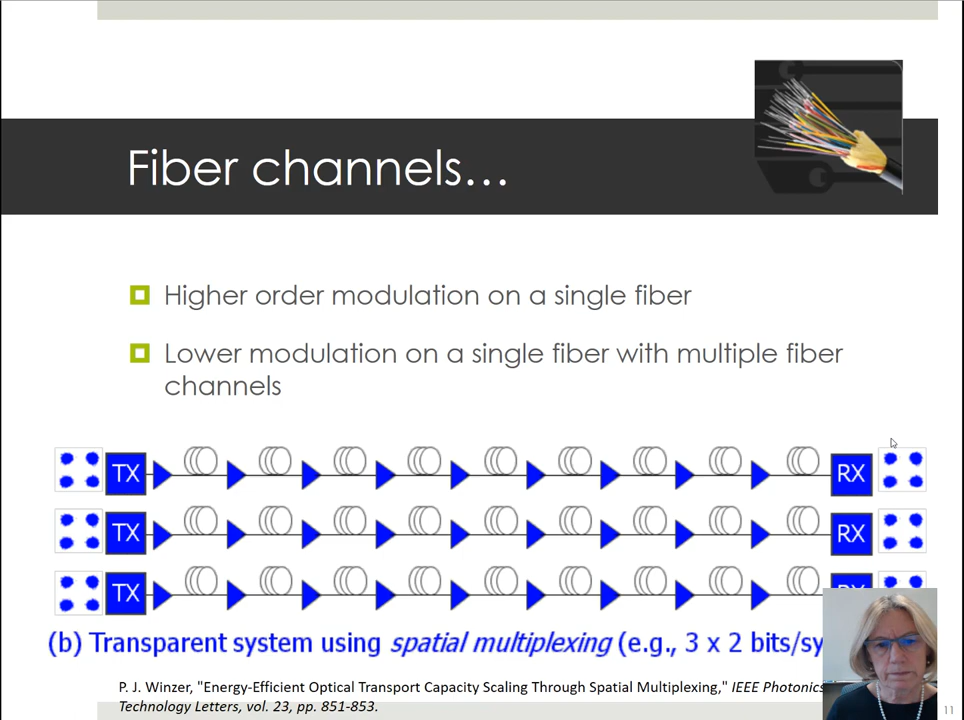 Fiber channels…
Higher order modulation on a single fiber
Lower modulation on a single fiber with multiple fiber
channels
TX RX
TX RX
TX RX
(b) Transparent system using spatial multiplexing (e.g., 3 x 2 bits/sy
P. J. Winzer, "Energy-Efficient Optical Transport Capacity Scaling Through Spatial Multiplexing," IEEE Photonics
Technology Letters, vol. 23, pp. 851-853.
11